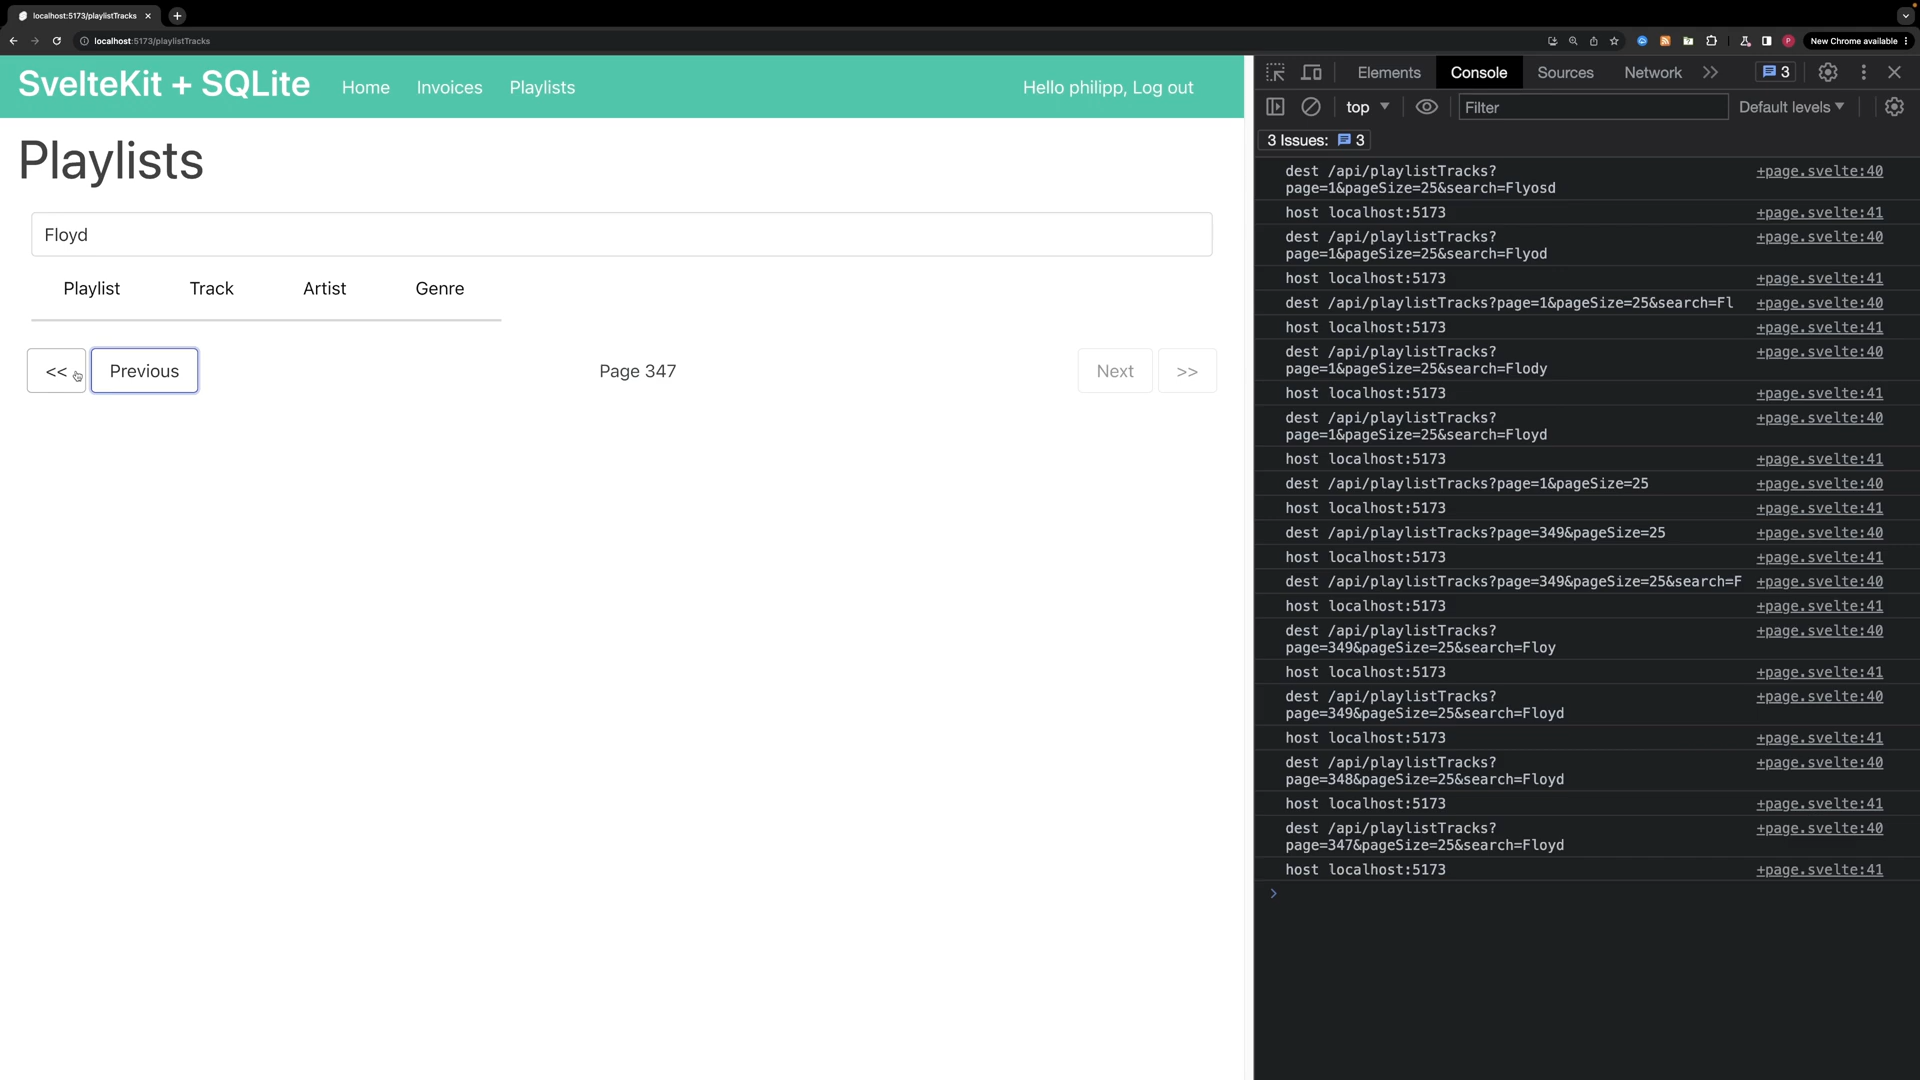 localhost:5173/playlistTracks
localhost:5173/playlistTracks
New Chrome available
SvelteKit + SQLite
Home
Invoices
Playlists
Hello philipp, Log out
Playlists
Floyd
Playlist Track Artist Genre
<< Previous
Page 347
Next >>
Elements Console Sources Network >> 3
top Filter Default levels
3 Issues: 3
dest /api/playlistTracks? +page.svelte:40
page=1&pageSize=25&search=Flyosd
host localhost:5173 +page.svelte:41
dest /api/playlistTracks? +page.svelte:40
page=1&pageSize=25&search=Flyod
host localhost:5173 +page.svelte:41
dest /api/playlistTracks?page=1&pageSize=25&search=Fl +page.svelte:40
host localhost:5173 +page.svelte:41
dest /api/playlistTracks? +page.svelte:40
page=1&pageSize=25&search=Flody
host localhost:5173 +page.svelte:41
dest /api/playlistTracks? +page.svelte:40
page=1&pageSize=25&search=Floyd
host localhost:5173 +page.svelte:41
dest /api/playlistTracks?page=1&pageSize=25 +page.svelte:40
host localhost:5173 +page.svelte:41
dest /api/playlistTracks?page=349&pageSize=25 +page.svelte:40
host localhost:5173 +page.svelte:41
dest /api/playlistTracks?page=349&pageSize=25&search=F +page.svelte:40
host localhost:5173 +page.svelte:41
dest /api/playlistTracks? +page.svelte:40
page=349&pageSize=25&search=Floy
host localhost:5173 +page.svelte:41
dest /api/playlistTracks? +page.svelte:40
page=349&pageSize=25&search=Floyd
host localhost:5173 +page.svelte:41
dest /api/playlistTracks? +page.svelte:40
page=348&pageSize=25&search=Floyd
host localhost:5173 +page.svelte:41
dest /api/playlistTracks? +page.svelte:40
page=347&pageSize=25&search=Floyd
host localhost:5173 +page.svelte:41